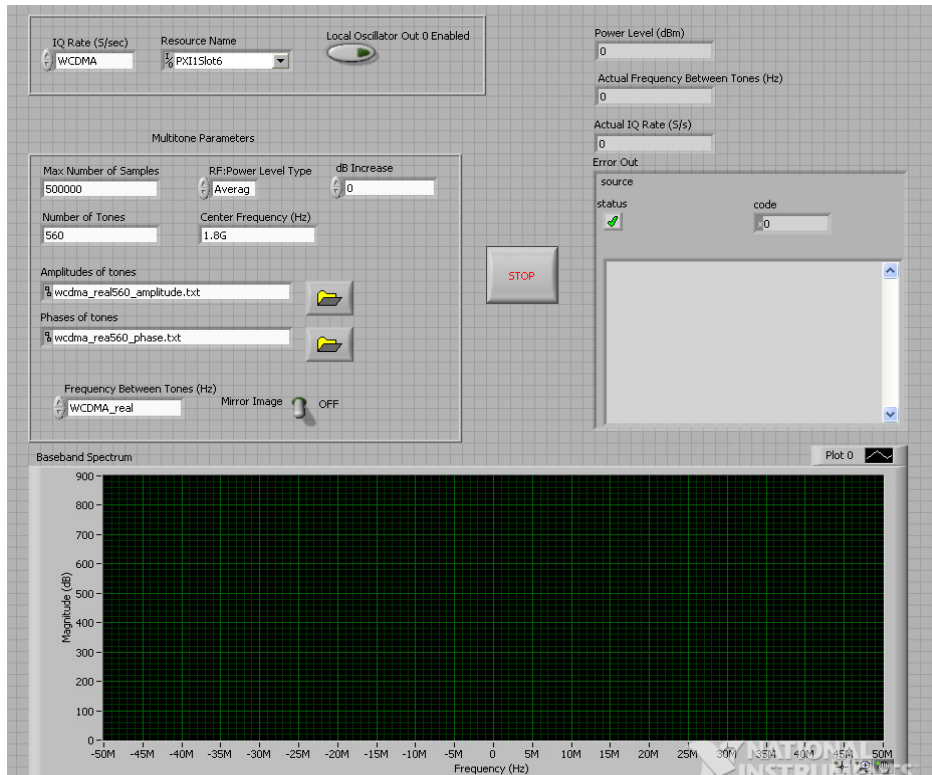 IQ Rate (S/sec)
WCDMA
Resource Name
PXI1Slot6
Local Oscillator Out 0 Enabled
Power Level (dBm)
0
Actual Frequency Between Tones (Hz)
0
Actual IQ Rate (S/s)
0
Multitone Parameters
Max Number of Samples
500000
RF:Power Level Type
Averag
dB Increase
0
Number of Tones
560
Center Frequency (Hz)
1.8G
Amplitudes of tones
wcdma_real560_amplitude.txt
Phases of tones
wcdma_rea560_phase.txt
Frequency Between Tones (Hz)
WCDMA_real
Mirror Image
OFF
STOP
Error Out
source
status
code
x0
Baseband Spectrum
Plot 0
Magnitude (dB)
900
800
700
600
500
400
300
200
100
0
-50M -45M -40M -35M -30M -25M -20M -15M -10M -5M 0 5M 10M 15M 20M 25M 30M 35M 40M 45M 50M
Frequency (Hz)
NATIONAL
INSTRUMENTS